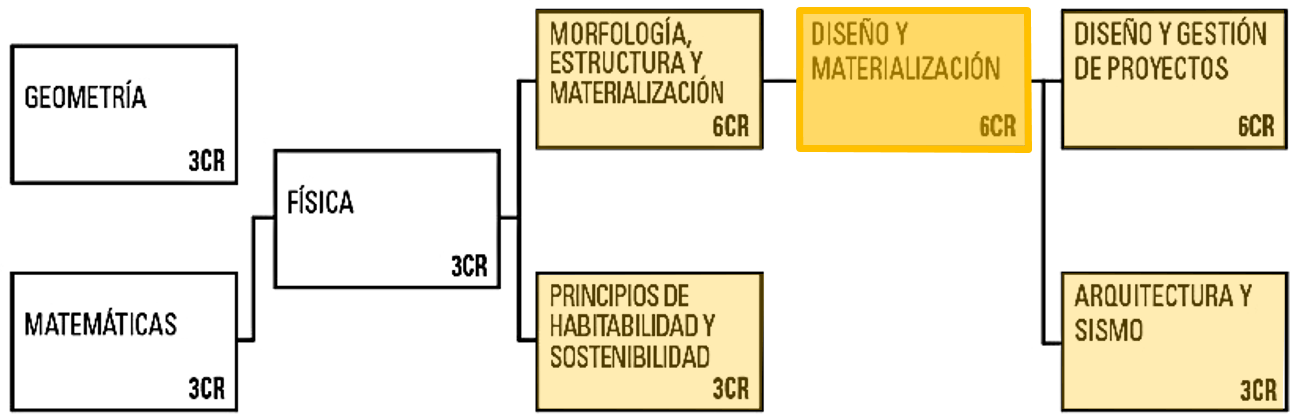 GEOMETRÍA
3CR
MATEMÁTICAS
3CR
FÍSICA
3CR
MORFOLOGÍA,
ESTRUCTURA Y
MATERIALIZACIÓN
6CR
PRINCIPIOS DE
HABITABILIDAD Y
SOSTENIBILIDAD
3CR
DISEÑO Y
MATERIALIZACIÓN
6CR
DISEÑO Y GESTIÓN
DE PROYECTOS
6CR
ARQUITECTURA Y
SISMO
3CR